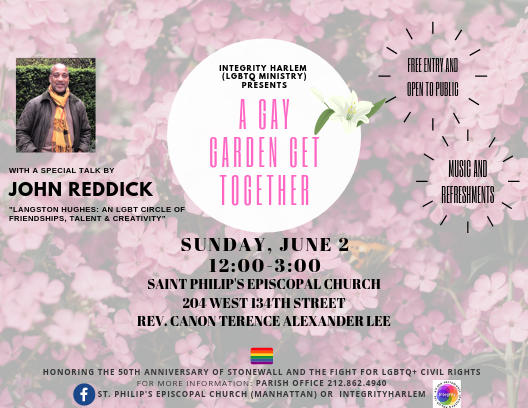 INTEGRITY HARLEM
(LGBTQ MINISTRY)
PRESENTS
A GAY
GARDEN GET
TOGETHER
FREE ENTRY AND
OPEN TO PUBLIC
MUSIC AND
REFRESHMENTS
WITH A SPECIAL TALK BY
JOHN REDDICK
"LANGSTON HUGHES: AN LGBT CIRCLE OF
FRIENDSHIPS, TALENT & CREATIVITY"
SUNDAY, JUNE 2
12:00-3:00
SAINT PHILIP'S EPISCOPAL CHURCH
204 WEST 134TH STREET
REV. CANON TERENCE ALEXANDER LEE
HONORING THE 50TH ANNIVERSARY OF STONEWALL AND THE FIGHT FOR LGBTQ+ CIVIL RIGHTS
FOR MORE INFORMATION: PARISH OFFICE 212.862.4940
ST. PHILIP'S EPISCOPAL CHURCH (MANHATTAN) OR INTEGRITYHARLEM